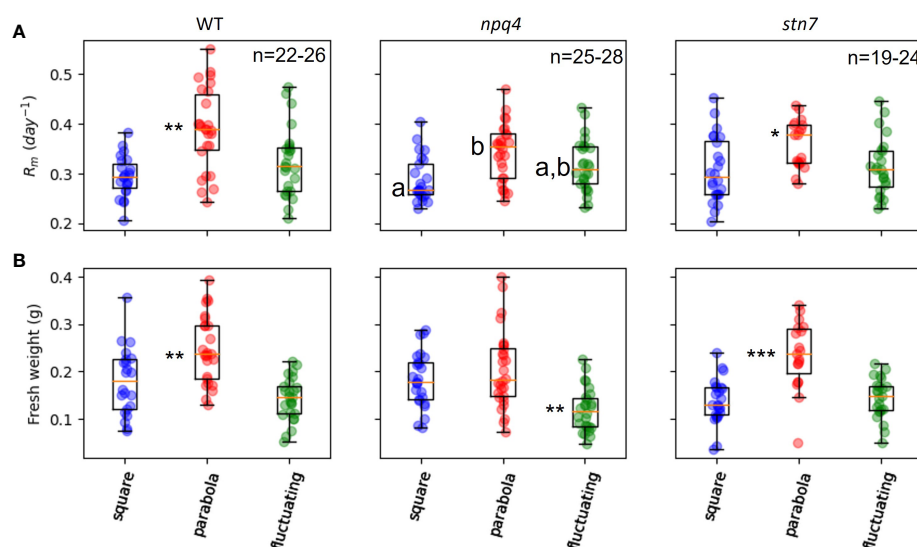 WT npq4 stn7
A
n=22-26 n=25-28 n=19-24
0.5
0.4
0.3
0.2
Rm (day⁻¹)
** a b a,b *
B
0.4
0.3
0.2
0.1
Fresh weight (g)
** ** ***
square parabola fluctuating square parabola fluctuating square parabola fluctuating